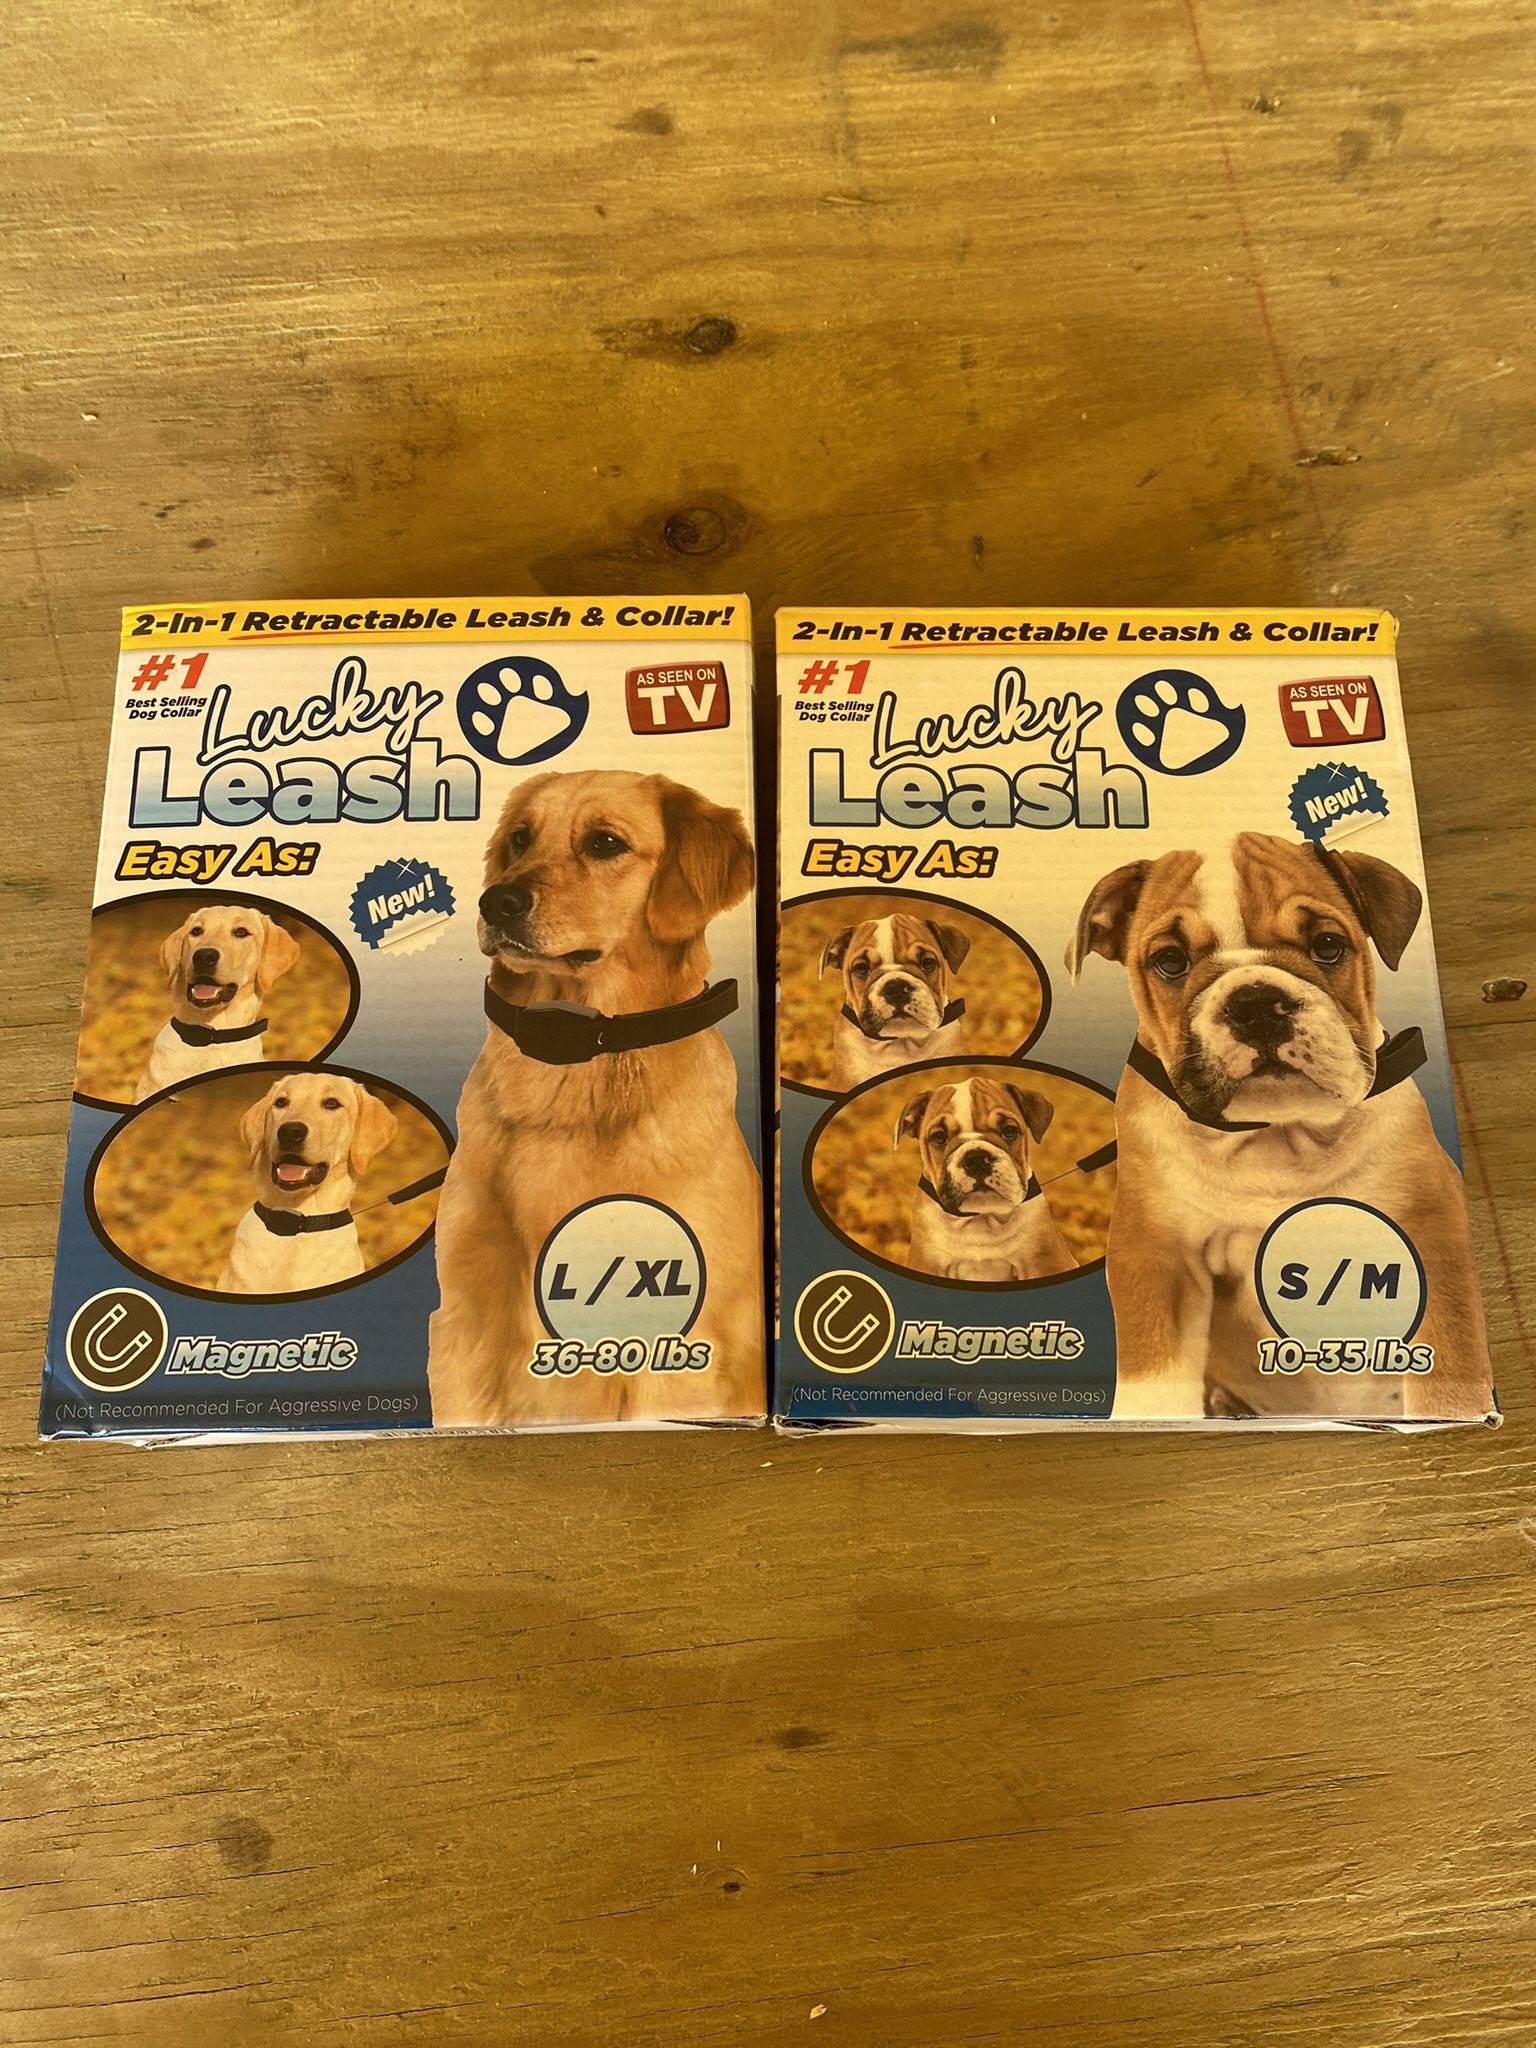 2-In-1 Retractable Leash & Collar!
#1
Best Selling
Dog Collar
Lucky
Leash
AS SEEN ON
TV
Easy As:
New!
L / XL
36-80 lbs
Magnetic
(Not Recommended For Aggressive Dogs)
2-In-1 Retractable Leash & Collar!
#1
Best Selling
Dog Collar
Lucky
Leash
AS SEEN ON
TV
New!
Easy As:
S / M
10-35 lbs
Magnetic
(Not Recommended For Aggressive Dogs)